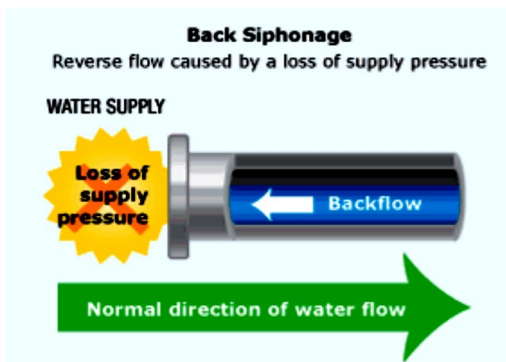 Back Siphonage
Reverse flow caused by a loss of supply pressure
WATER SUPPLY
Loss of
supply
pressure
Backflow
Normal direction of water flow